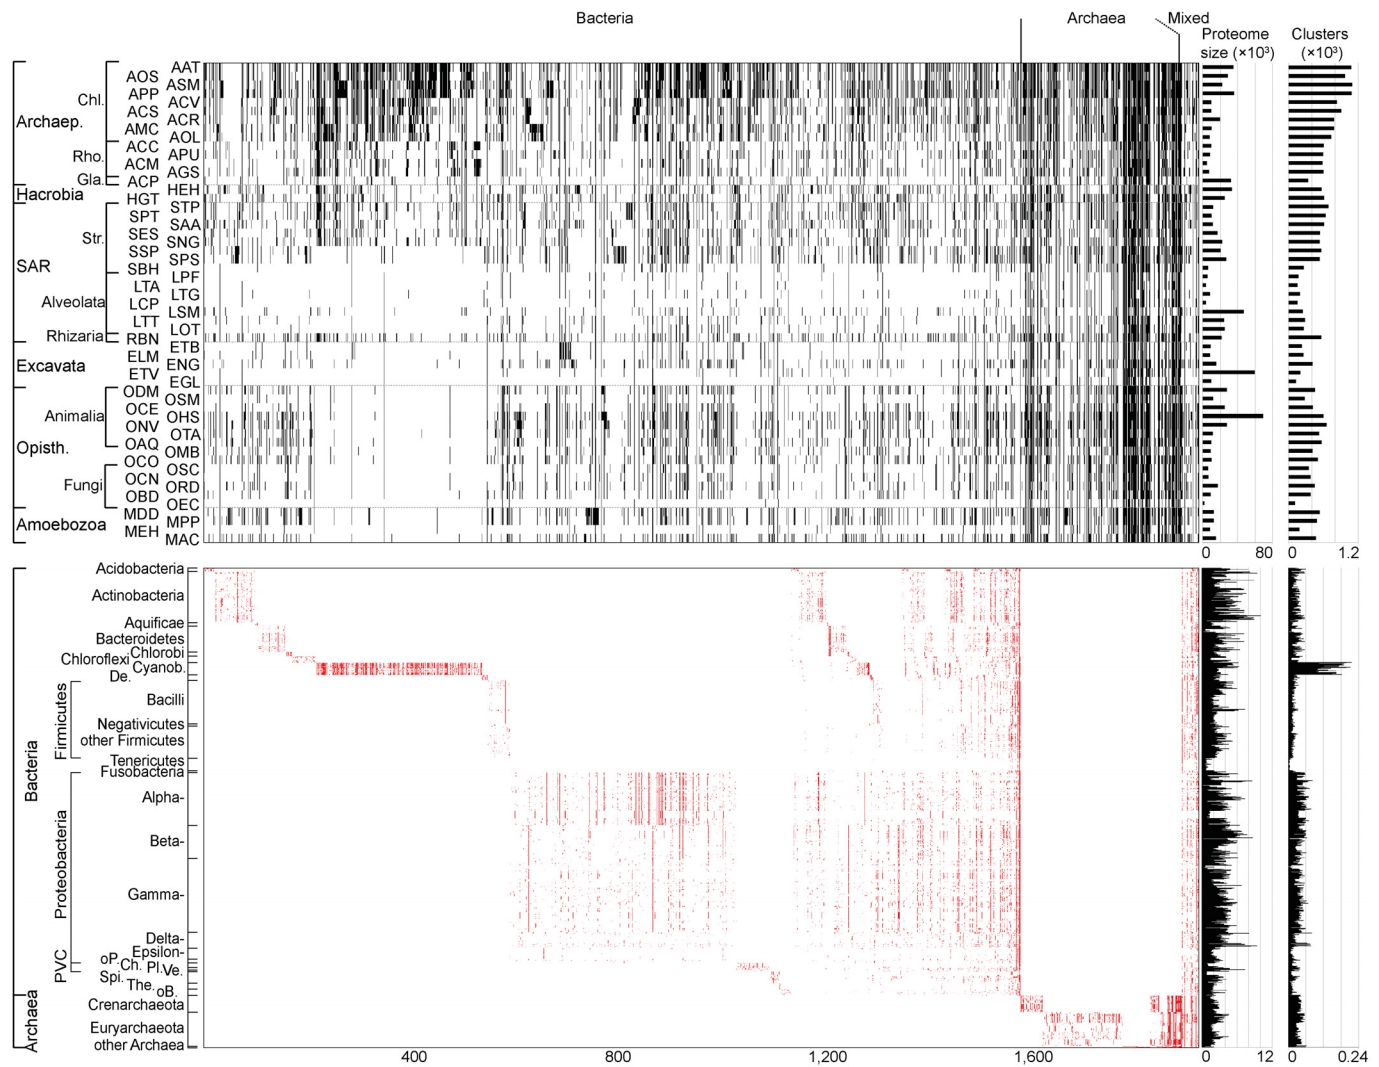 Bacteria
Archaea
Mixed
Proteome
size (×10³)
Clusters
(×10³)
AAT
AOS
ASM
APP
ACV
ACS
ACR
AMC
AOL
ACC
APU
ACM
AGS
ACP
HEH
HGT
STP
SPT
SAA
SES
SNG
SSP
SPS
SBH
LPF
LTA
LTG
LCP
LSM
LTT
LOT
RBN
ETB
ELM
ENG
ETV
EGL
ODM
OSM
OCE
OHS
ONV
OTA
OAQ
OMB
OCO
OSC
OCN
ORD
OBD
OEC
MDD
MPP
MEH
MAC
Chl.
Archaep.
Rho.
Gla.
Hacrobia
Str.
SAR
Alveolata
Rhizaria
Excavata
Animalia
Opisth.
Fungi
Amoebozoa
0 80
0 1.2
Acidobacteria
Actinobacteria
Aquificae
Bacteroidetes
Chlorobi
Chloroflexi
Cyanob.
De.
Bacilli
Negativicutes
other Firmicutes
Tenericutes
Fusobacteria
Alpha-
Beta-
Gamma-
Delta-
Epsilon-
oP.
Ch. Pl.
Ve.
Spi.
The.
oB.
Crenarchaeota
Euryarchaeota
other Archaea
Firmicutes
Proteobacteria
PVC
Bacteria
Archaea
400 800 1,200 1,600
0 12
0 0.24